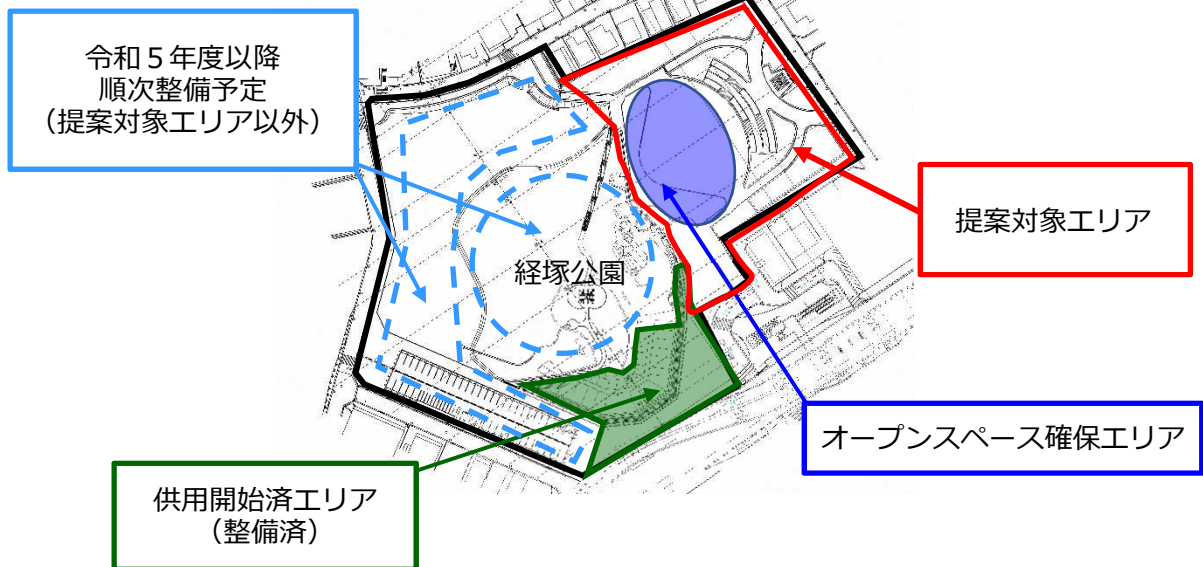 令和５年度以降
順次整備予定
（提案対象エリア以外）
提案対象エリア
経塚公園
オープンスペース確保エリア
供用開始済エリア
（整備済）